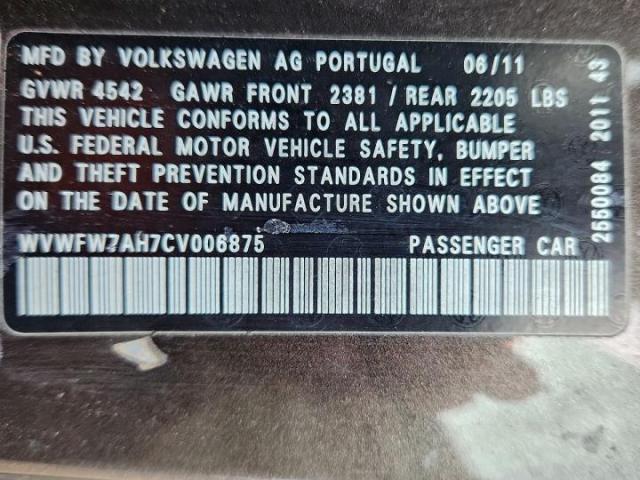 MFD BY VOLKSWAGEN AG PORTUGAL 06/11
GVWR 4542 GAWR FRONT 2381 / REAR 2205 LBS
THIS VEHICLE CONFORMS TO ALL APPLICABLE
U.S. FEDERAL MOTOR VEHICLE SAFETY, BUMPER
AND THEFT PREVENTION STANDARDS IN EFFECT
ON THE DATE OF MANUFACTURE SHOWN ABOVE
WVWFW7AH7CV006875 PASSENGER CAR
2550084 2011 43